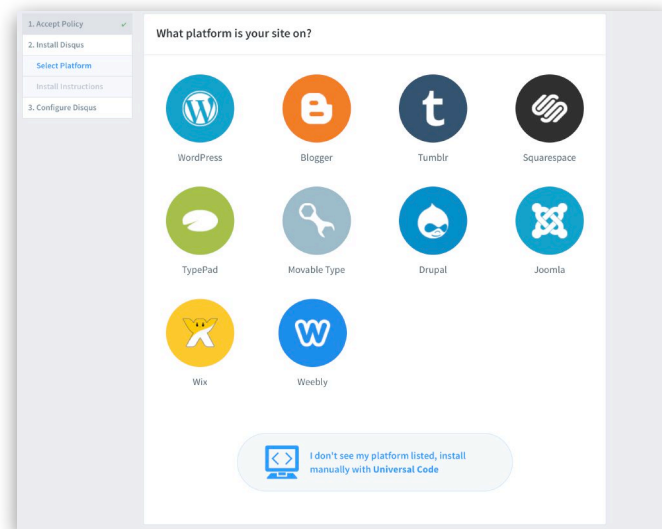 1. Accept Policy
2. Install Disqus
Select Platform
Install Instructions
3. Configure Disqus
What platform is your site on?
WordPress
Blogger
Tumblr
Squarespace
TypePad
Movable Type
Drupal
Joomla
Wix
Weebly
I don't see my platform listed, install
manually with Universal Code